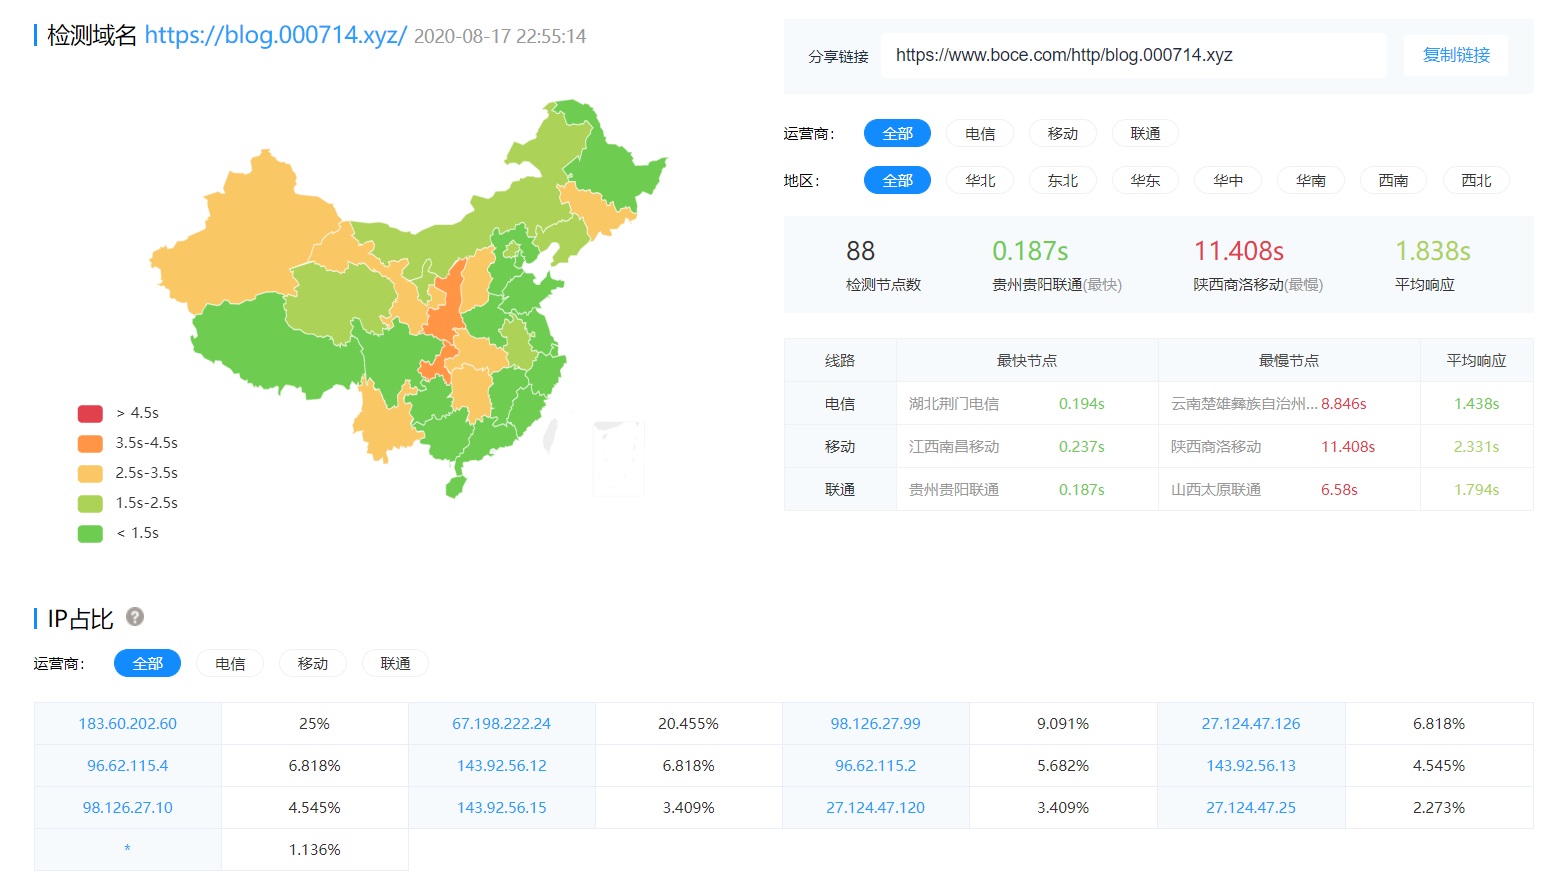 检测域名 https://blog.000714.xyz/ 2020-08-17 22:55:14
分享链接 https://www.boce.com/http/blog.000714.xyz 复制链接
运营商： 全部 电信 移动 联通
地区： 全部 华北 东北 华东 华中 华南 西南 西北
88 0.187s 11.408s 1.838s
检测节点数 贵州贵阳联通(最快) 陕西商洛移动(最慢) 平均响应
线路 最快节点 最慢节点 平均响应
电信 湖北荆门电信 0.194s 云南楚雄彝族自治州... 8.846s 1.438s
移动 江西南昌移动 0.237s 陕西商洛移动 11.408s 2.331s
联通 贵州贵阳联通 0.187s 山西太原联通 6.58s 1.794s
> 4.5s
3.5s-4.5s
2.5s-3.5s
1.5s-2.5s
< 1.5s
IP占比 ?
运营商： 全部 电信 移动 联通
183.60.202.60 25% 67.198.222.24 20.455% 98.126.27.99 9.091% 27.124.47.126 6.818%
96.62.115.4 6.818% 143.92.56.12 6.818% 96.62.115.2 5.682% 143.92.56.13 4.545%
98.126.27.10 4.545% 143.92.56.15 3.409% 27.124.47.120 3.409% 27.124.47.25 2.273%
* 1.136%